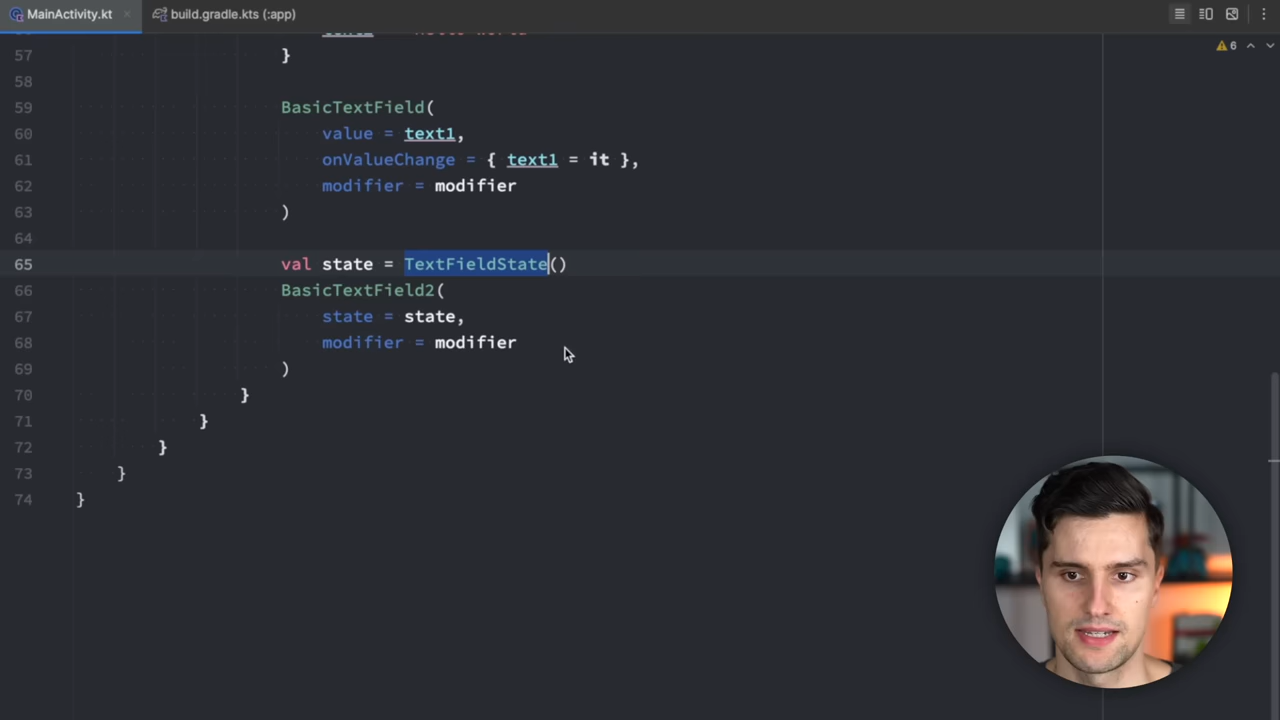 MainActivity.kt
build.gradle.kts (:app)
6
57 }
58
59 BasicTextField(
60 value = text1,
61 onValueChange = { text1 = it },
62 modifier = modifier
63 )
64
65 val state = TextFieldState()
66 BasicTextField2(
67 state = state,
68 modifier = modifier
69 )
70 }
71 }
72 }
73 }
74 }